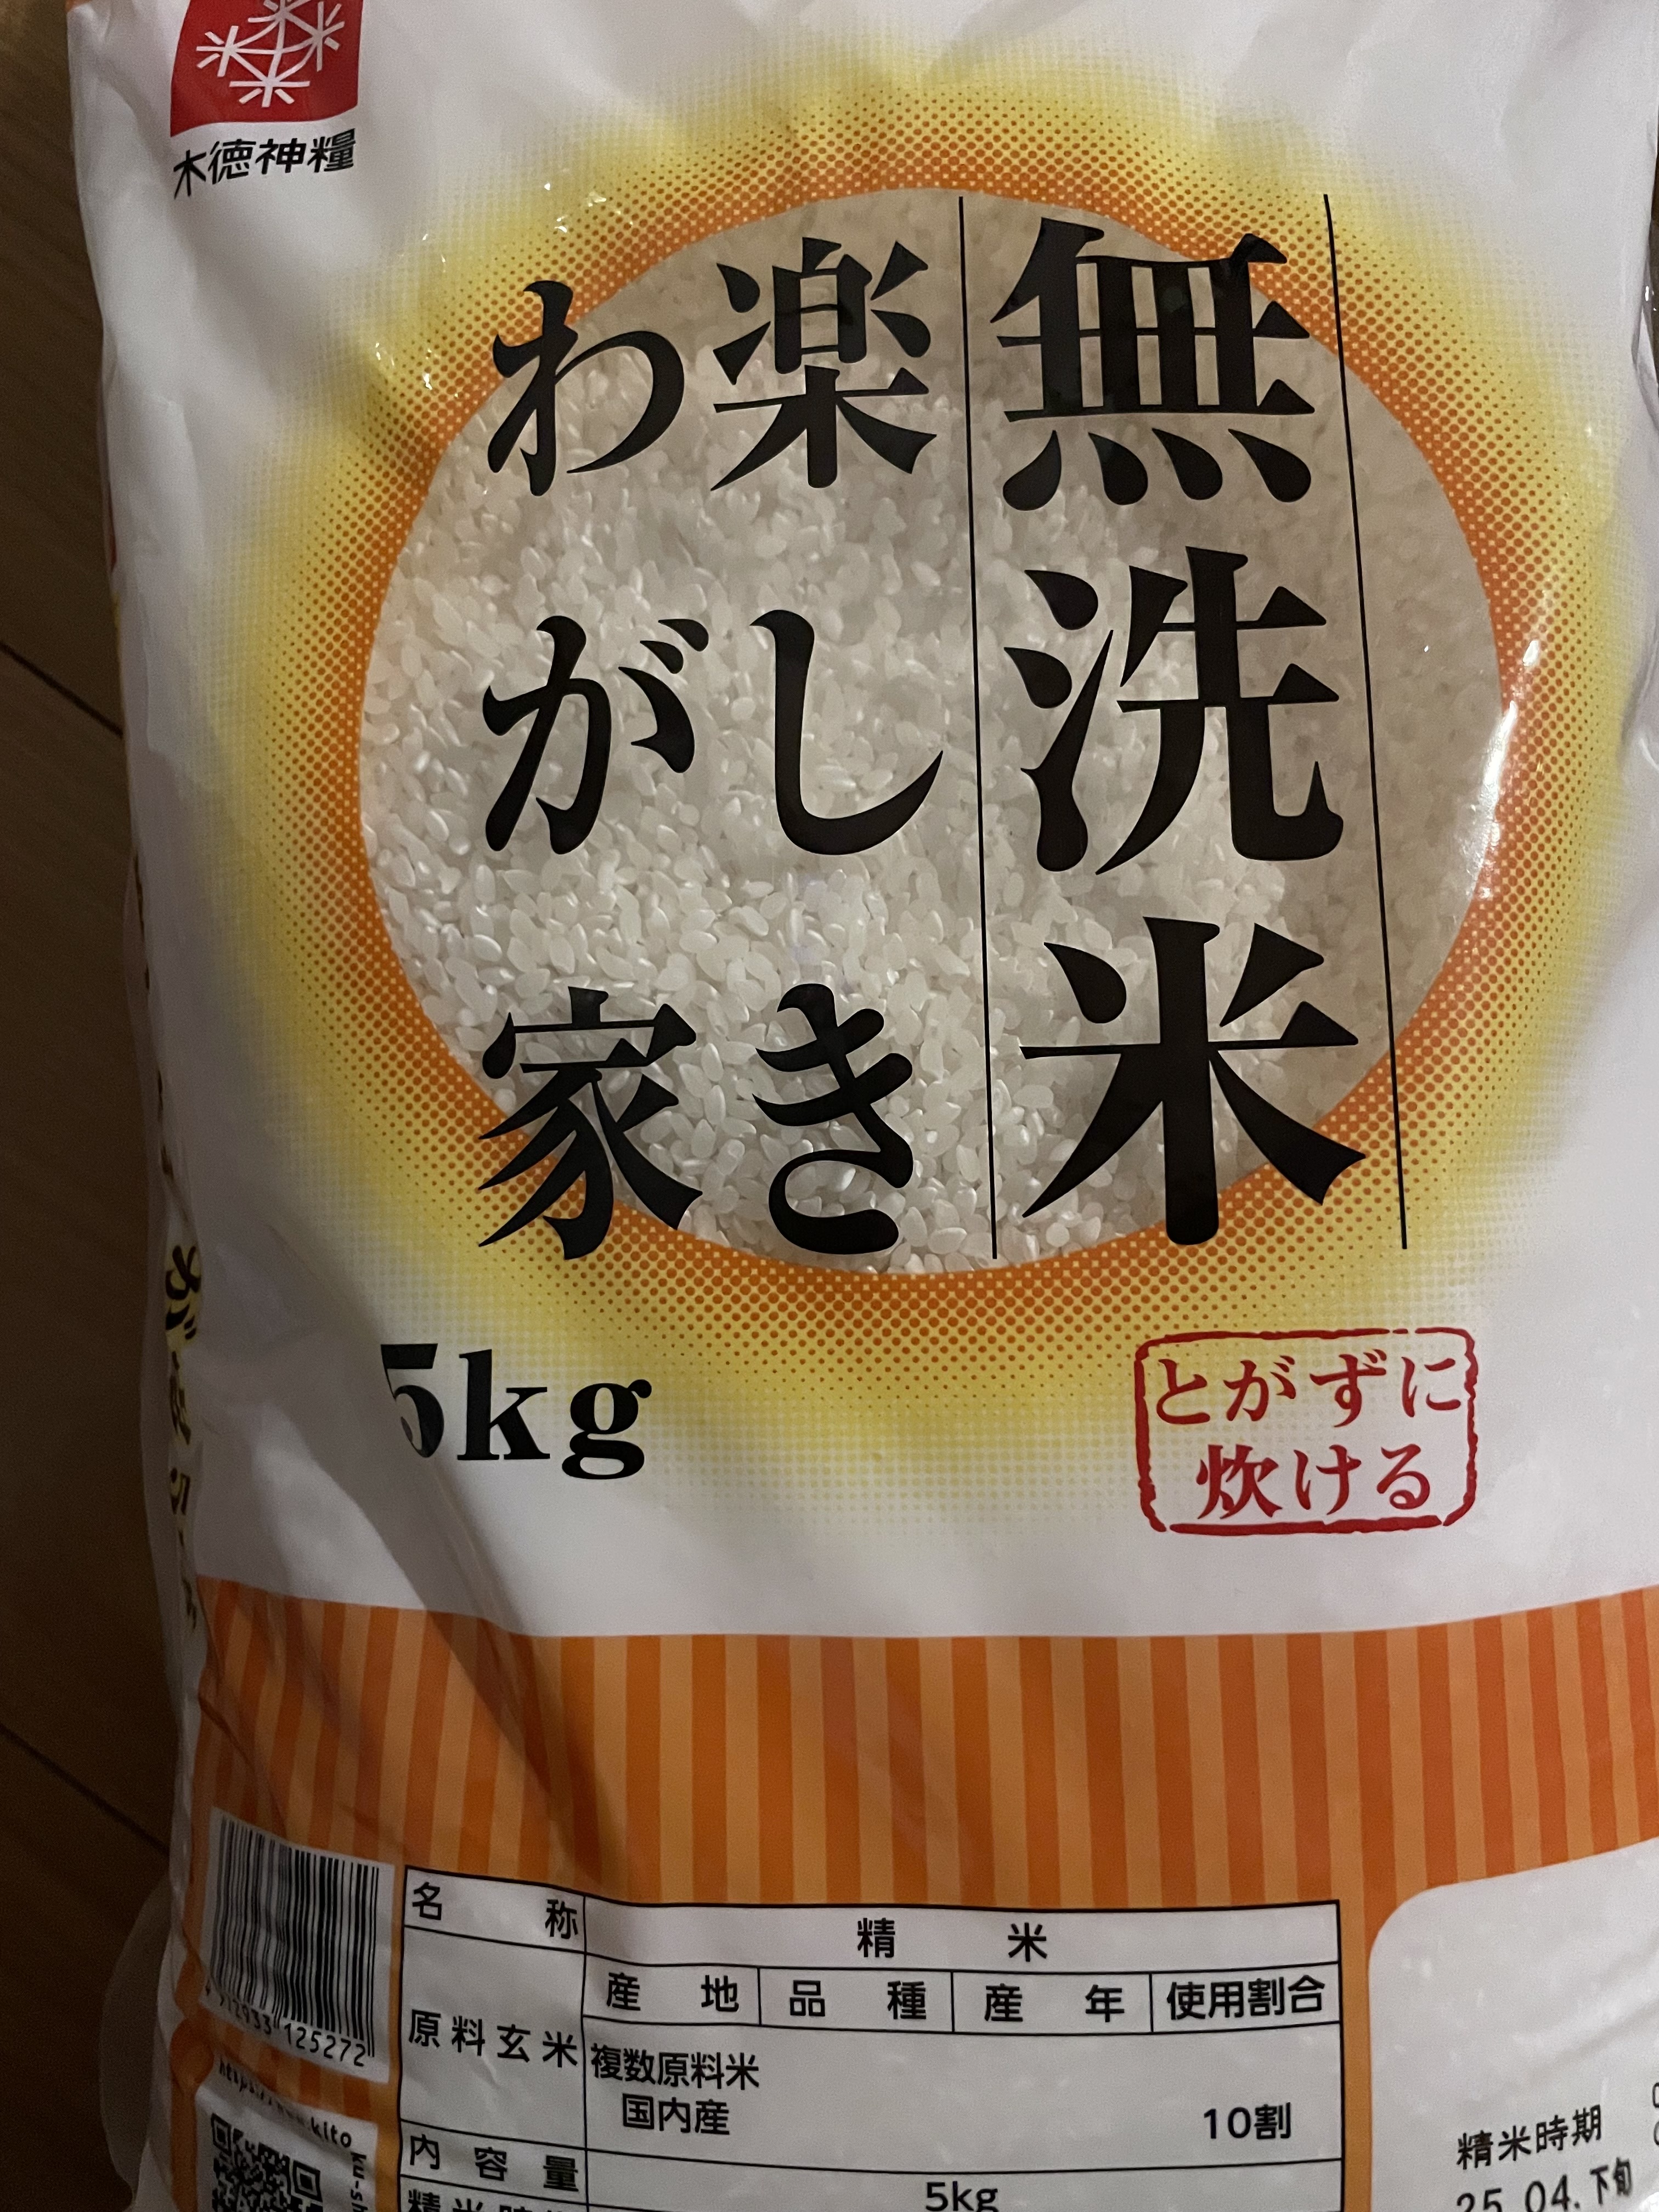 木徳神糧
無洗米
楽しき
わが家
5kg
とがずに
炊ける
名称 精米
原料玄米
産地 品種 産年 使用割合
複数原料米
国内産 10割
内容量 5kg
精米時期
25.04.下旬
125272